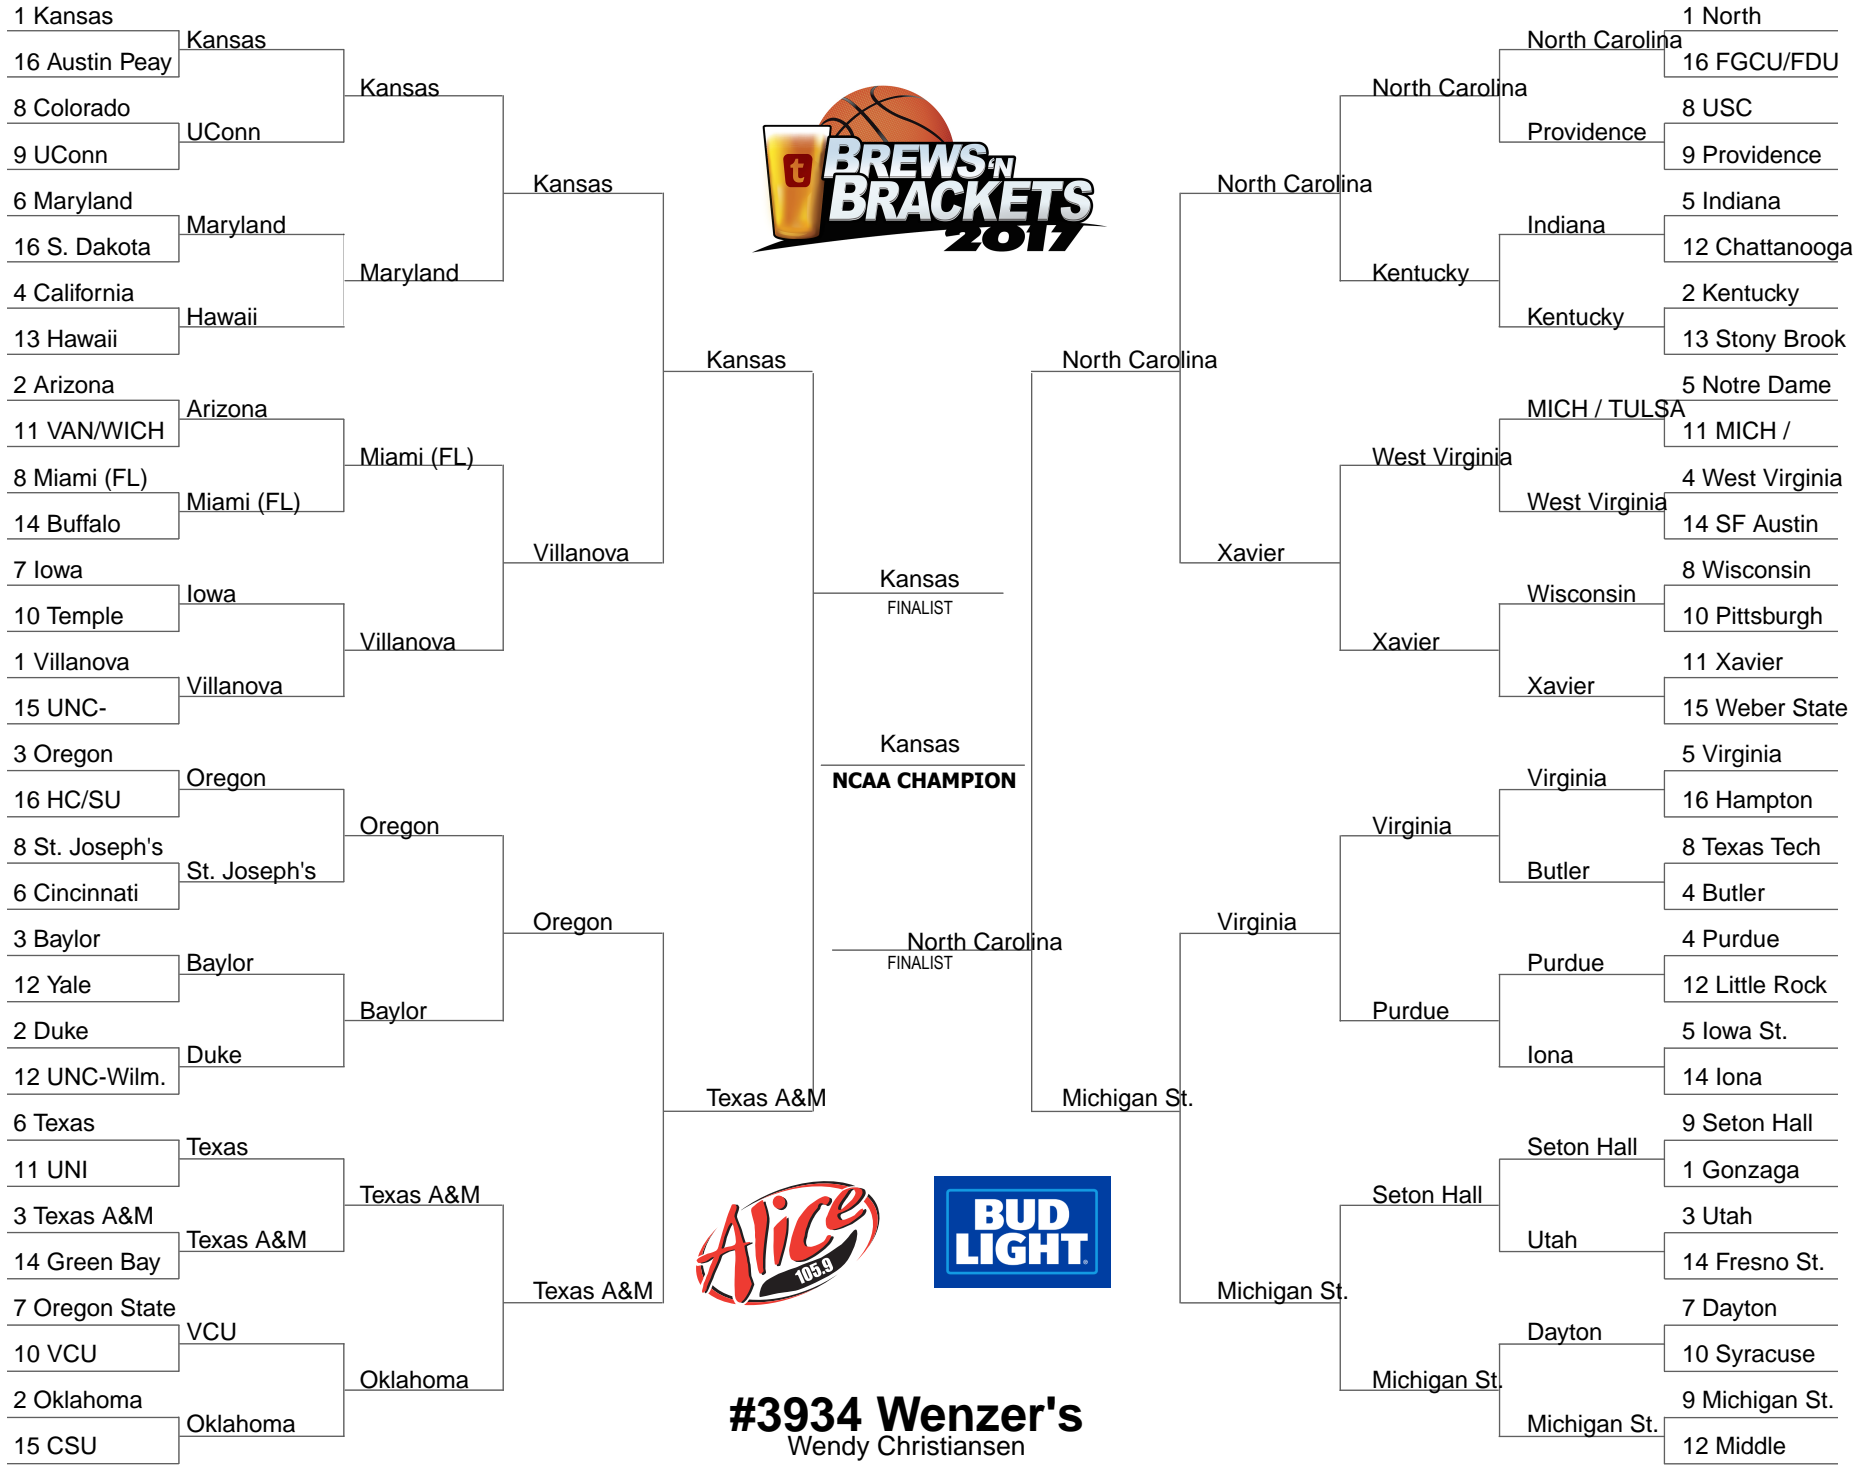 1 Kansas
16 Austin Peay
8 Colorado
9 UConn
6 Maryland
16 S. Dakota
4 California
13 Hawaii
2 Arizona
11 VAN/WICH
8 Miami (FL)
14 Buffalo
7 Iowa
10 Temple
1 Villanova
15 UNC-
3 Oregon
16 HC/SU
8 St. Joseph's
6 Cincinnati
3 Baylor
12 Yale
2 Duke
12 UNC-Wilm.
6 Texas
11 UNI
3 Texas A&M
14 Green Bay
7 Oregon State
10 VCU
2 Oklahoma
15 CSU
Kansas
UConn
Maryland
Hawaii
Arizona
Miami (FL)
Iowa
Villanova
Oregon
St. Joseph's
Baylor
Duke
Texas
Texas A&M
VCU
Oklahoma
Kansas
Maryland
Miami (FL)
Villanova
Oregon
Baylor
Texas A&M
Oklahoma
Kansas
Villanova
Oregon
Texas A&M
Kansas
Texas A&M
t
BREWS 'N
BRACKETS
2017
Kansas
FINALIST
Kansas
NCAA CHAMPION
North Carolina
FINALIST
Alice
105.9
BUD
LIGHT
#3934 Wenzer's
Wendy Christiansen
North Carolina
Michigan St.
North Carolina
Xavier
Virginia
Michigan St.
North Carolina
Kentucky
West Virginia
Xavier
Virginia
Purdue
Seton Hall
Michigan St.
North Carolina
Providence
Indiana
Kentucky
MICH / TULSA
West Virginia
Wisconsin
Xavier
Virginia
Butler
Purdue
Iona
Seton Hall
Utah
Dayton
Michigan St.
1 North
16 FGCU/FDU
8 USC
9 Providence
5 Indiana
12 Chattanooga
2 Kentucky
13 Stony Brook
5 Notre Dame
11 MICH /
4 West Virginia
14 SF Austin
8 Wisconsin
10 Pittsburgh
11 Xavier
15 Weber State
5 Virginia
16 Hampton
8 Texas Tech
4 Butler
4 Purdue
12 Little Rock
5 Iowa St.
14 Iona
9 Seton Hall
1 Gonzaga
3 Utah
14 Fresno St.
7 Dayton
10 Syracuse
9 Michigan St.
12 Middle